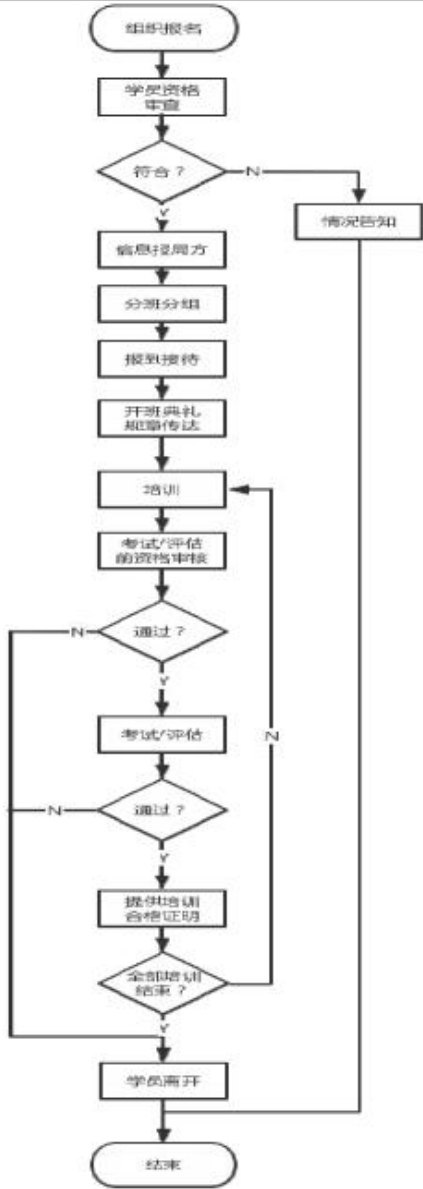 组织报名
学员资格
审查
符合？
N
Y
情况告知
信息报局方
分班分组
报到接待
开班典礼
规章传达
培训
考试/评估
前资格审核
通过？
N
Y
考试/评估
N
通过？
N
Y
提供培训
合格证明
全部培训
结束？
Y
学员离开
结束